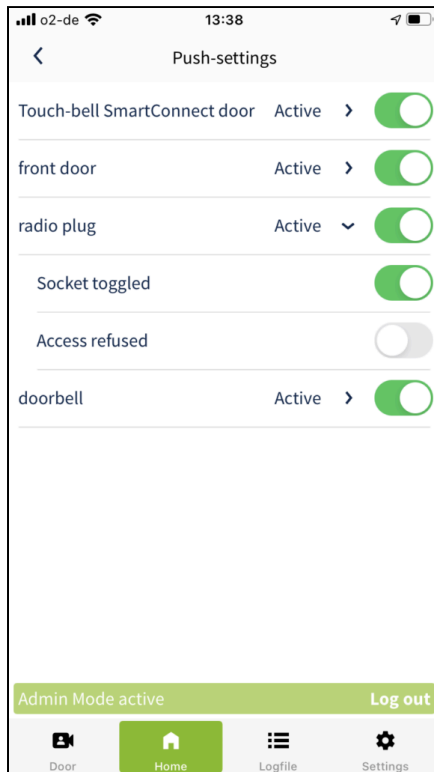 o2-de 13:38
Push-settings
Touch-bell SmartConnect door Active
front door Active
radio plug Active
Socket toggled
Access refused
doorbell Active
Admin Mode active Log out
Door Home Logfile Settings